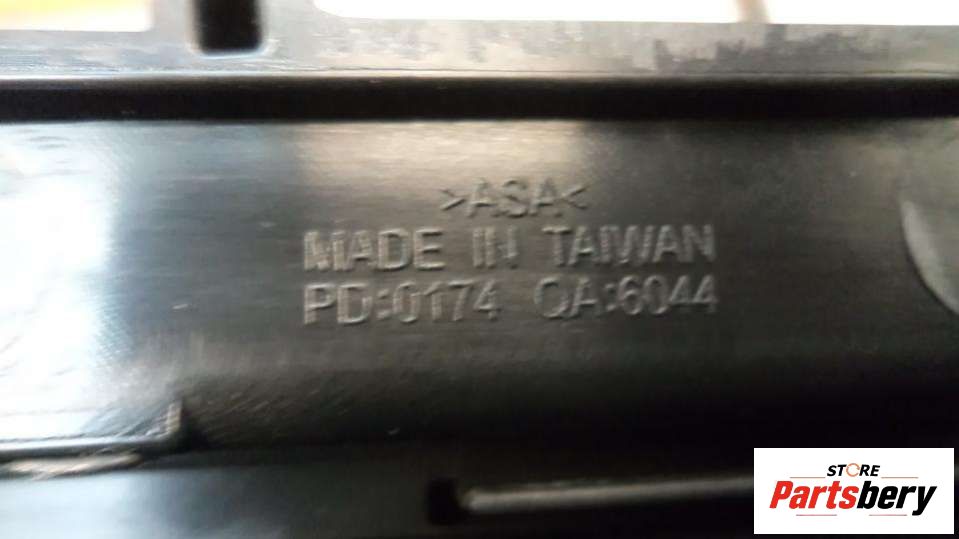 >ASA<
MADE IN TAIWAN
PD:0174 QA:6044
STORE
Partsbery